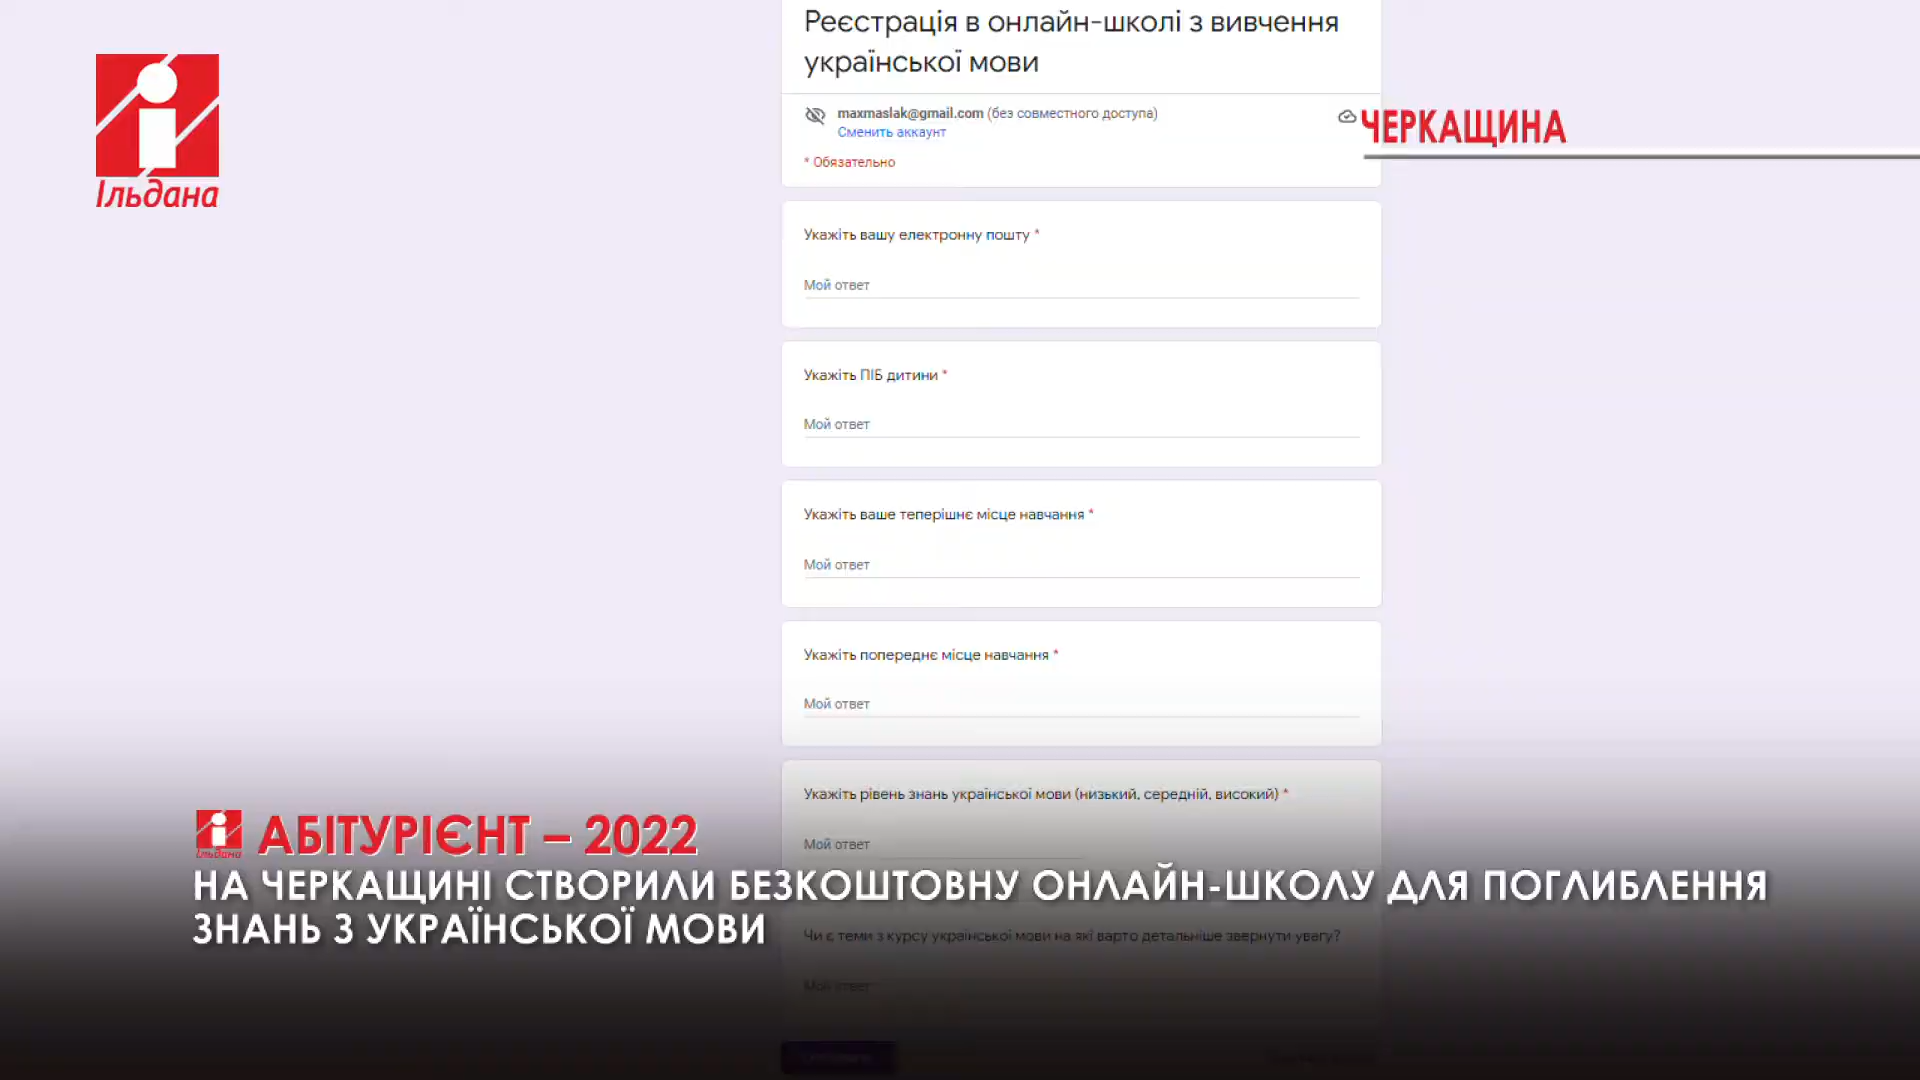 Реєстрація в онлайн-школі з вивчення
української мови
Ільдана
maxmaslak@gmail.com (без совместного доступа)
ЧЕРКАЩИНА
Сменить аккаунт
* Обязательно
Укажіть вашу електронну пошту *
Мой ответ
Укажіть ПІБ дитини *
Мой ответ
Укажіть ваше теперішнє місце навчання *
Мой ответ
Укажіть попереднє місце навчання *
Мой ответ
Укажіть рівень знань української мови (низький, середній, високий) *
Мой ответ
Ільдана
АБІТУРІЄНТ – 2022
НА ЧЕРКАЩИНІ СТВОРИЛИ БЕЗКОШТОВНУ ОНЛАЙН-ШКОЛУ ДЛЯ ПОГЛИБЛЕННЯ
ЗНАНЬ З УКРАЇНСЬКОЇ МОВИ
Чи є теми з курсу української мови на які варто детальніше звернути увагу?
Мой ответ